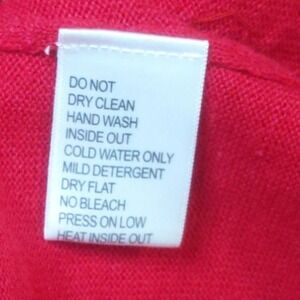 DO NOT
DRY CLEAN
HAND WASH
INSIDE OUT
COLD WATER ONLY
MILD DETERGENT
DRY FLAT
NO BLEACH
PRESS ON LOW
HEAT INSIDE OUT